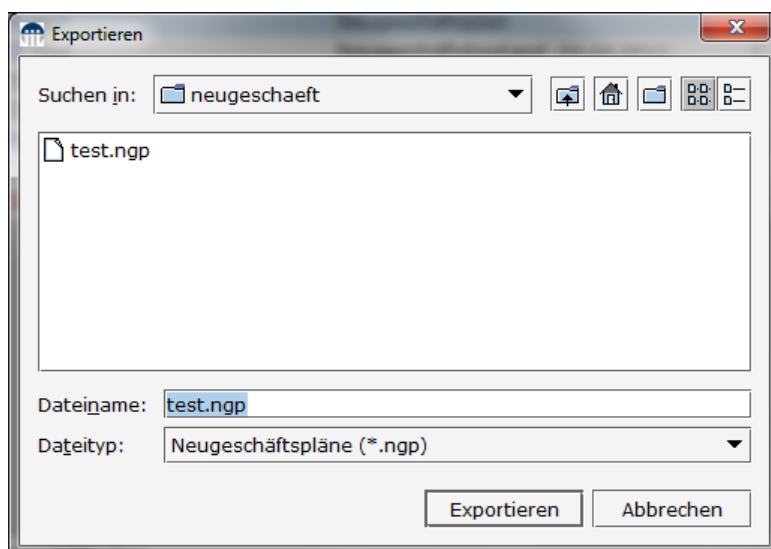 Exportieren
Suchen in: neugeschaeft
test.ngp
Dateiname: test.ngp
Dateityp: Neugeschäftspläne (*.ngp)
Exportieren Abbrechen